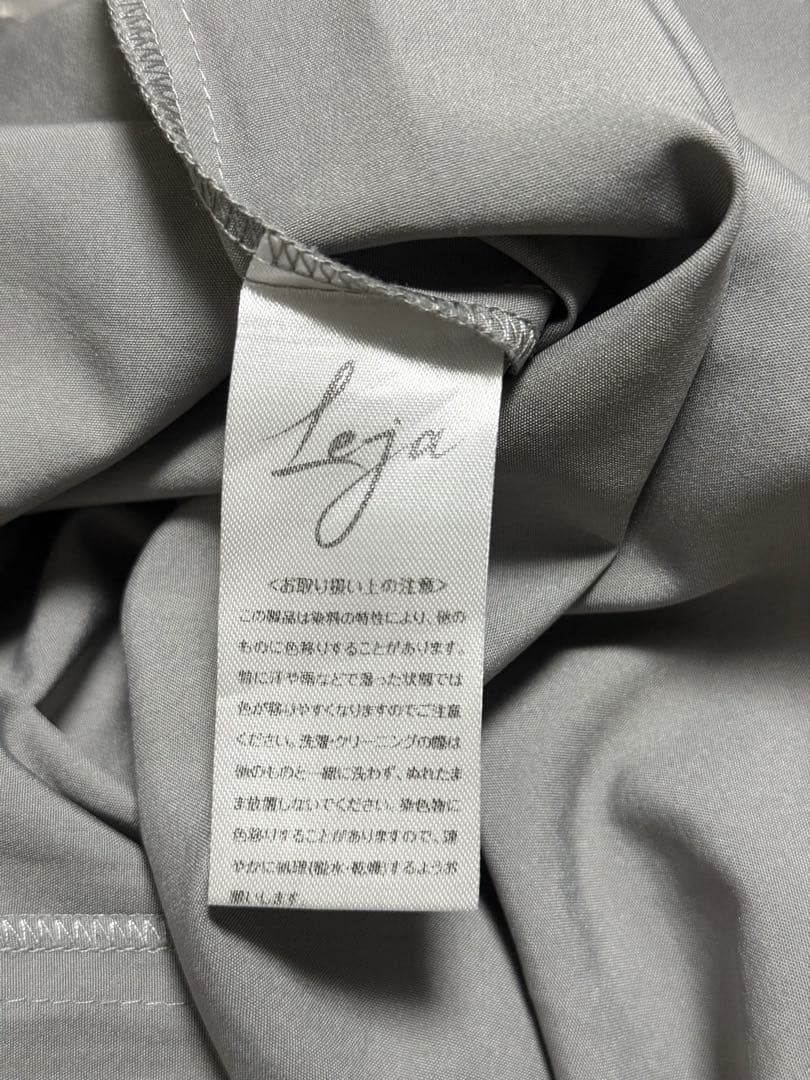 Leja
<お取り扱い上の注意>
この製品は染料の特性により、他の
ものに色移りすることがあります。
特に汗や雨などで湿った状態では
色が移りやすくなりますのでご注意
ください。洗濯・クリーニングの際は
他のものと一緒に洗わず、ぬれたま
ま放置しないでください。染色物に
色移りすることがありますので、速
やかに処理(脱水・乾燥)するようお
願いします